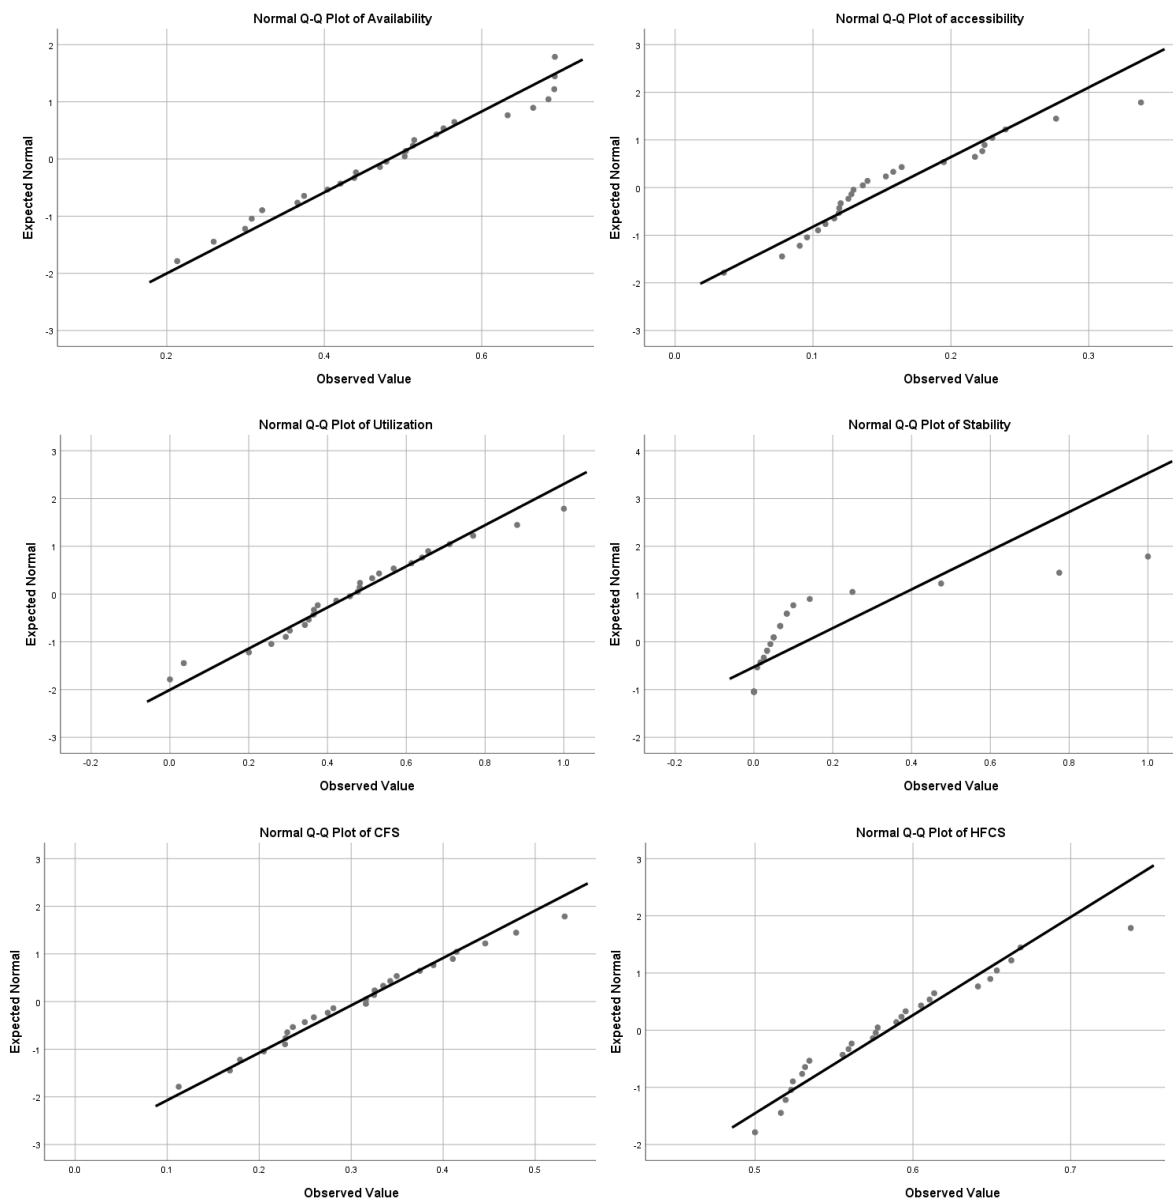 Normal Q-Q Plot of Availability
2
1
0
-1
-2
-3
Expected Normal
0.2 0.4 0.6
Observed Value
Normal Q-Q Plot of accessibility
3
2
1
0
-1
-2
-3
Expected Normal
0.0 0.1 0.2 0.3
Observed Value
Normal Q-Q Plot of Utilization
3
2
1
0
-1
-2
-3
Expected Normal
-0.2 0.0 0.2 0.4 0.6 0.8 1.0
Observed Value
Normal Q-Q Plot of Stability
4
3
2
1
0
-1
-2
Expected Normal
-0.2 0.0 0.2 0.4 0.6 0.8 1.0
Observed Value
Normal Q-Q Plot of CFS
3
2
1
0
-1
-2
-3
Expected Normal
0.0 0.1 0.2 0.3 0.4 0.5
Observed Value
Normal Q-Q Plot of HFCS
3
2
1
0
-1
-2
Expected Normal
0.5 0.6 0.7
Observed Value